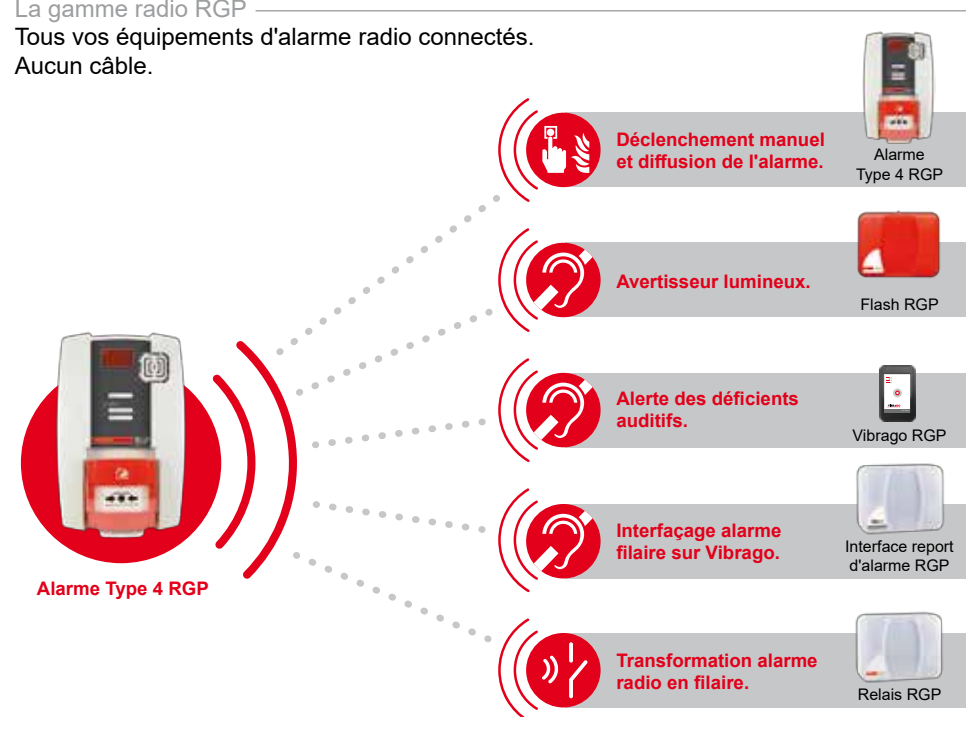 La gamme radio RGP
Tous vos équipements d'alarme radio connectés.
Aucun câble.
Déclenchement manuel
et diffusion de l'alarme.
Alarme
Type 4 RGP
Avertisseur lumineux.
Flash RGP
Alerte des déficients
auditifs.
Vibrago RGP
Interfaçage alarme
filaire sur Vibrago.
Interface report
d'alarme RGP
Alarme Type 4 RGP
Transformation alarme
radio en filaire.
Relais RGP